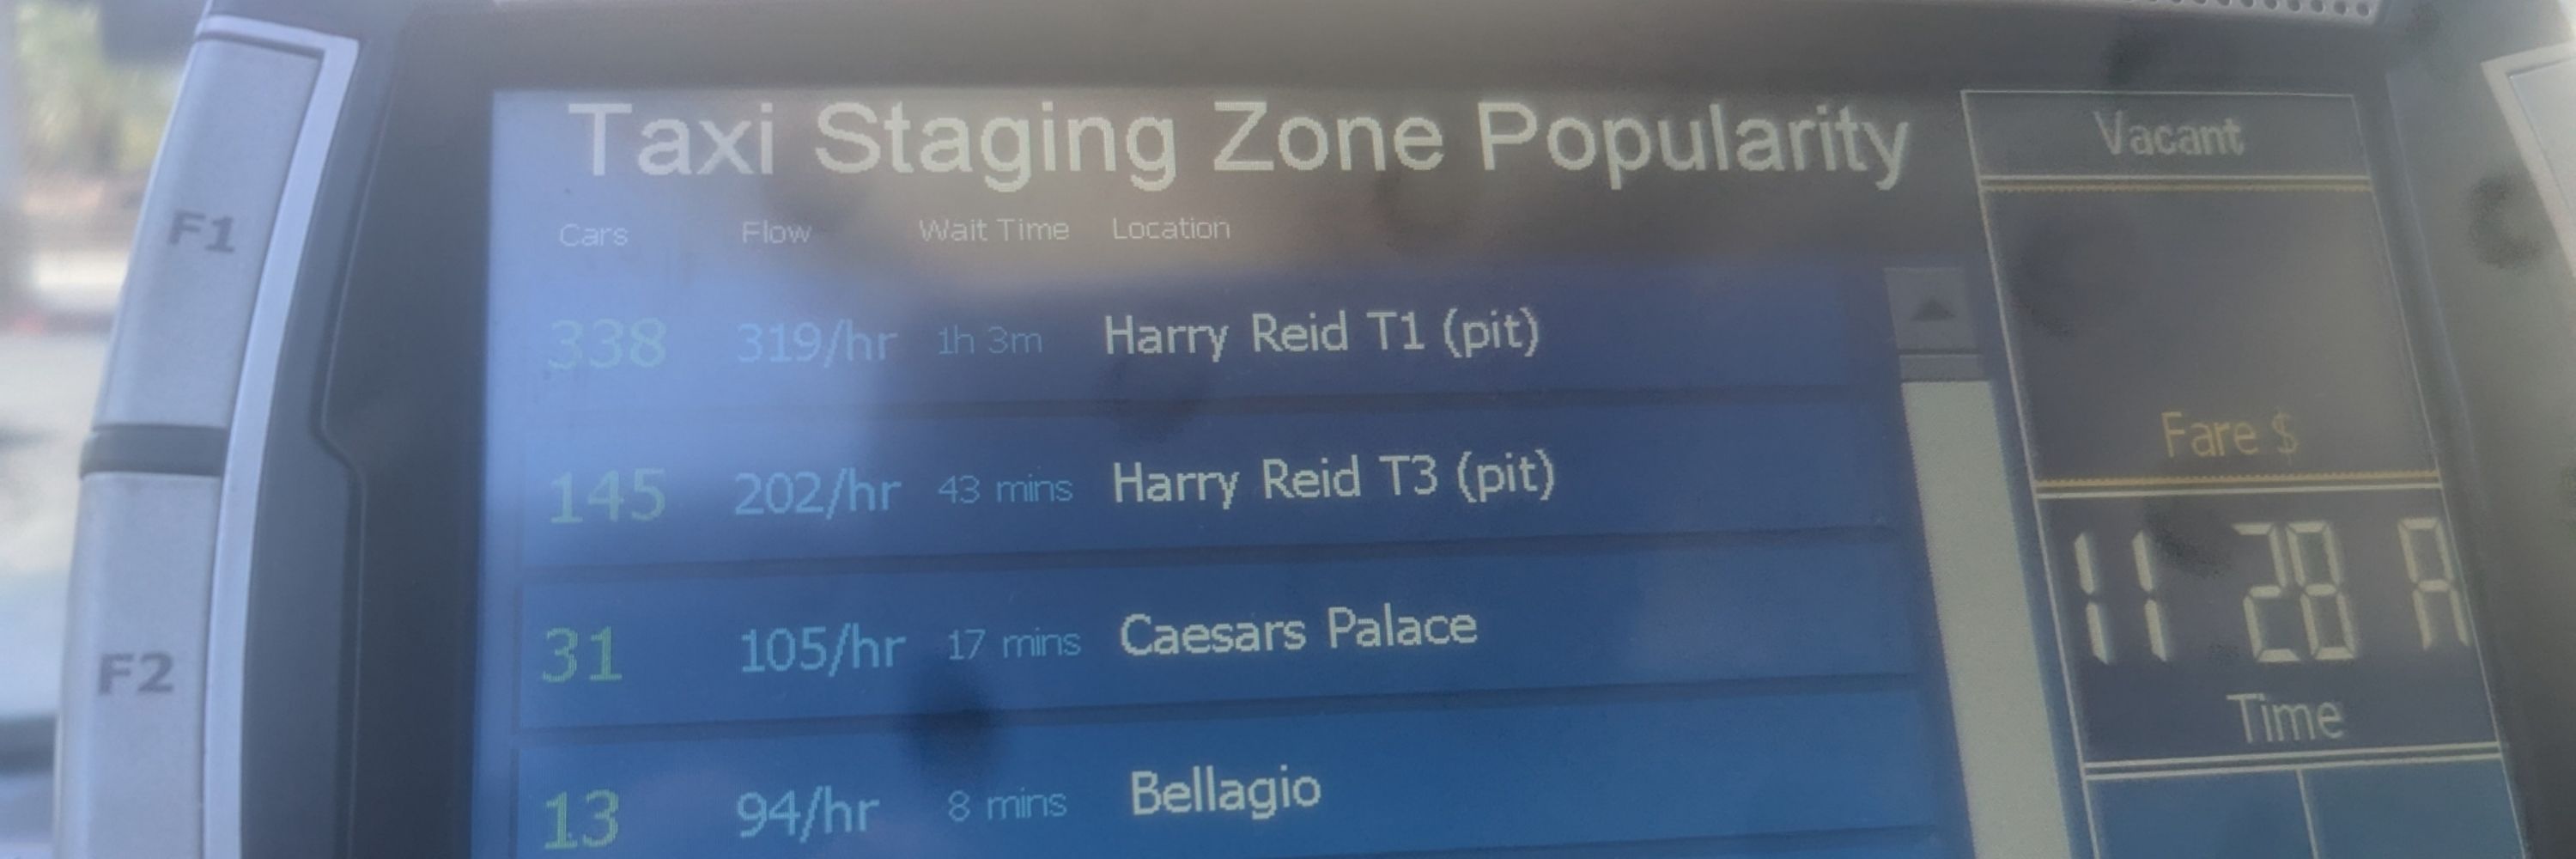 Taxi Staging Zone Popularity
Cars Flow Wait Time Location
338 319/hr 1h 3m Harry Reid T1 (pit)
145 202/hr 43 mins Harry Reid T3 (pit)
31 105/hr 17 mins Caesars Palace
13 94/hr 8 mins Bellagio
Vacant
Fare $
11 28 A
Time
F1
F2